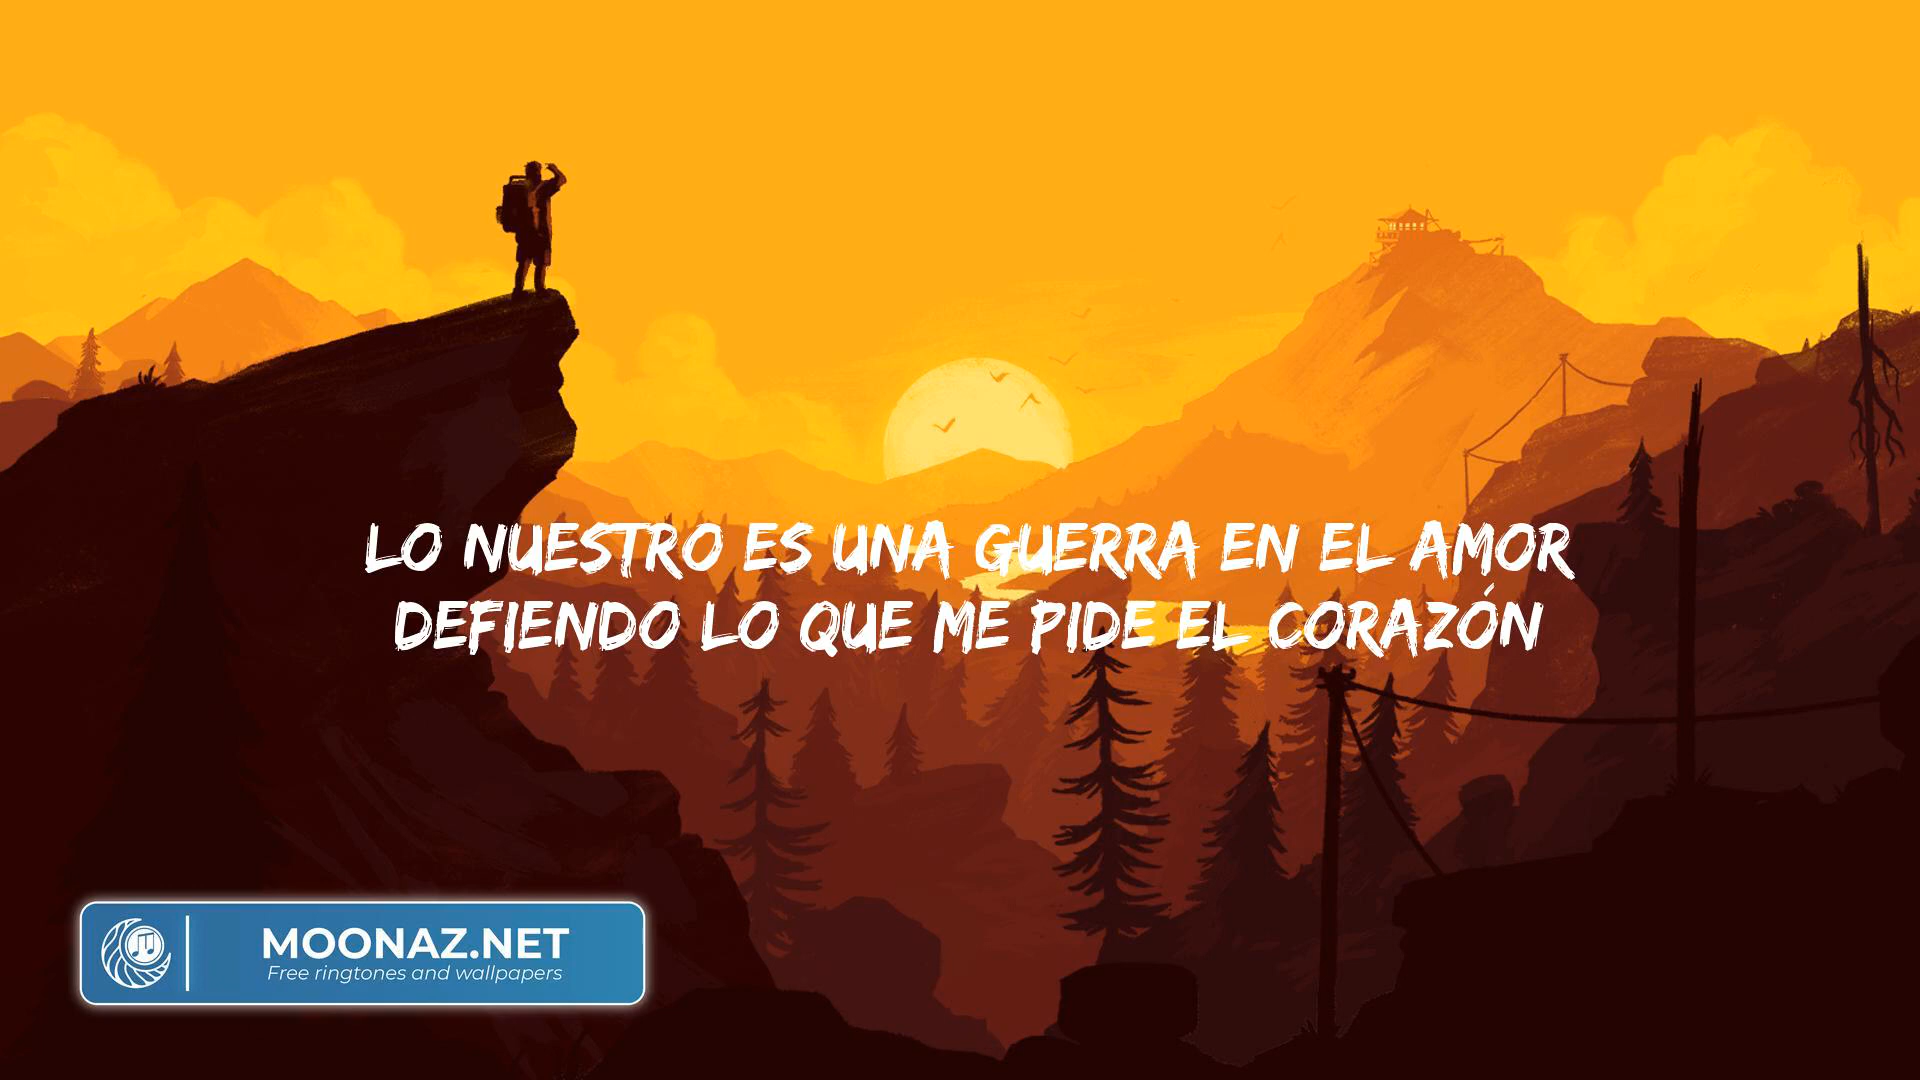 LO NUESTRO ES UNA GUERRA EN EL AMOR
DEFIENDO LO QUE ME PIDE EL CORAZÓN
MOONAZ.NET
Free ringtones and wallpapers